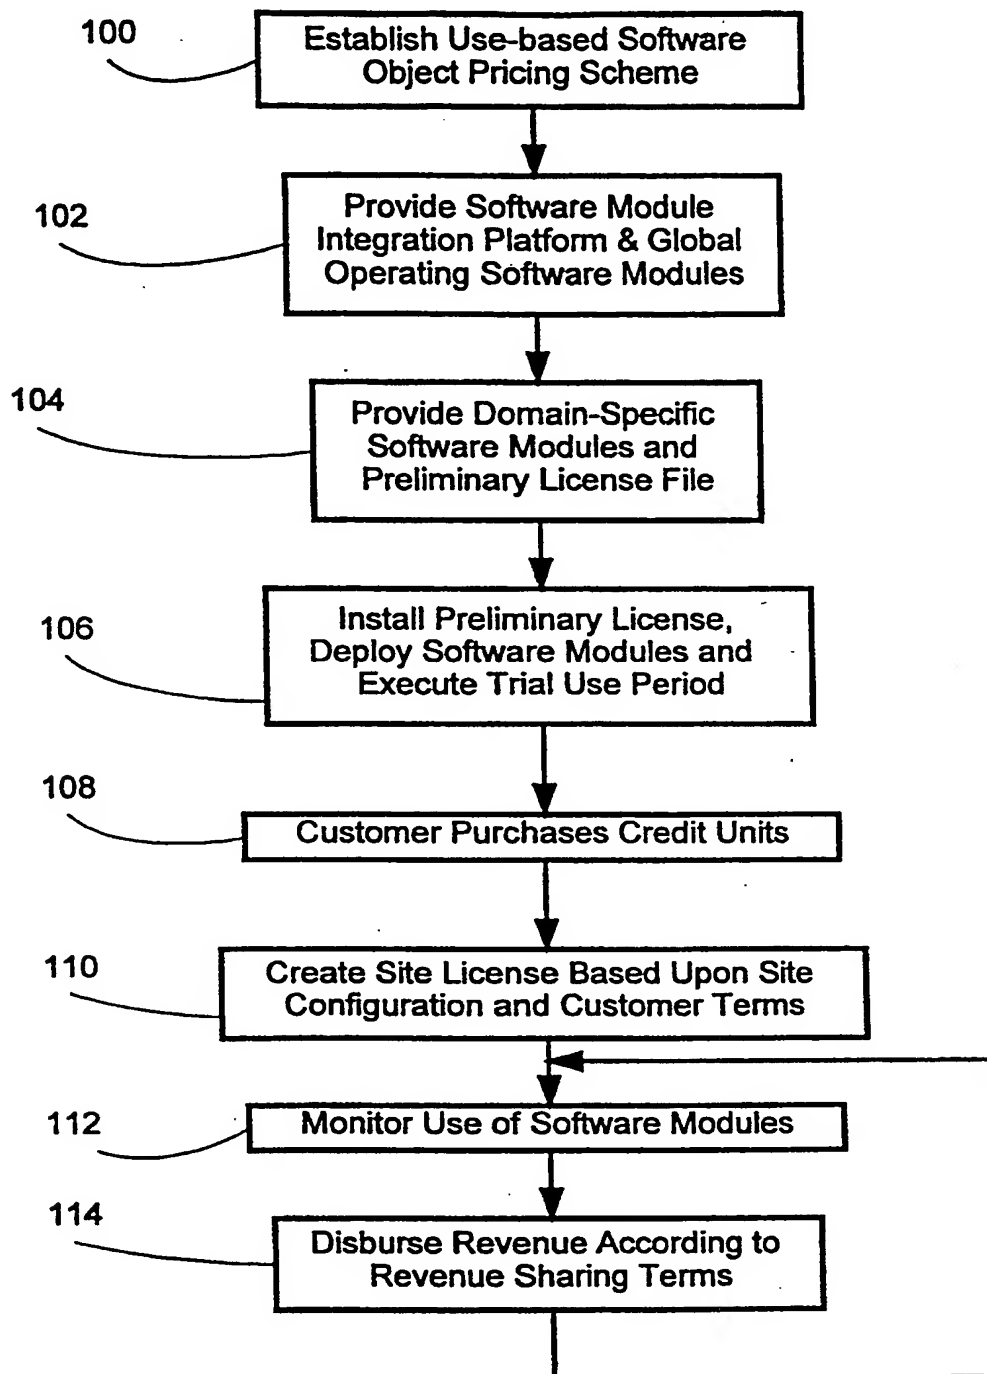 100
Establish Use-based Software
Object Pricing Scheme
102
Provide Software Module
Integration Platform & Global
Operating Software Modules
104
Provide Domain-Specific
Software Modules and
Preliminary License File
106
Install Preliminary License,
Deploy Software Modules and
Execute Trial Use Period
108
Customer Purchases Credit Units
110
Create Site License Based Upon Site
Configuration and Customer Terms
112
Monitor Use of Software Modules
114
Disburse Revenue According to
Revenue Sharing Terms